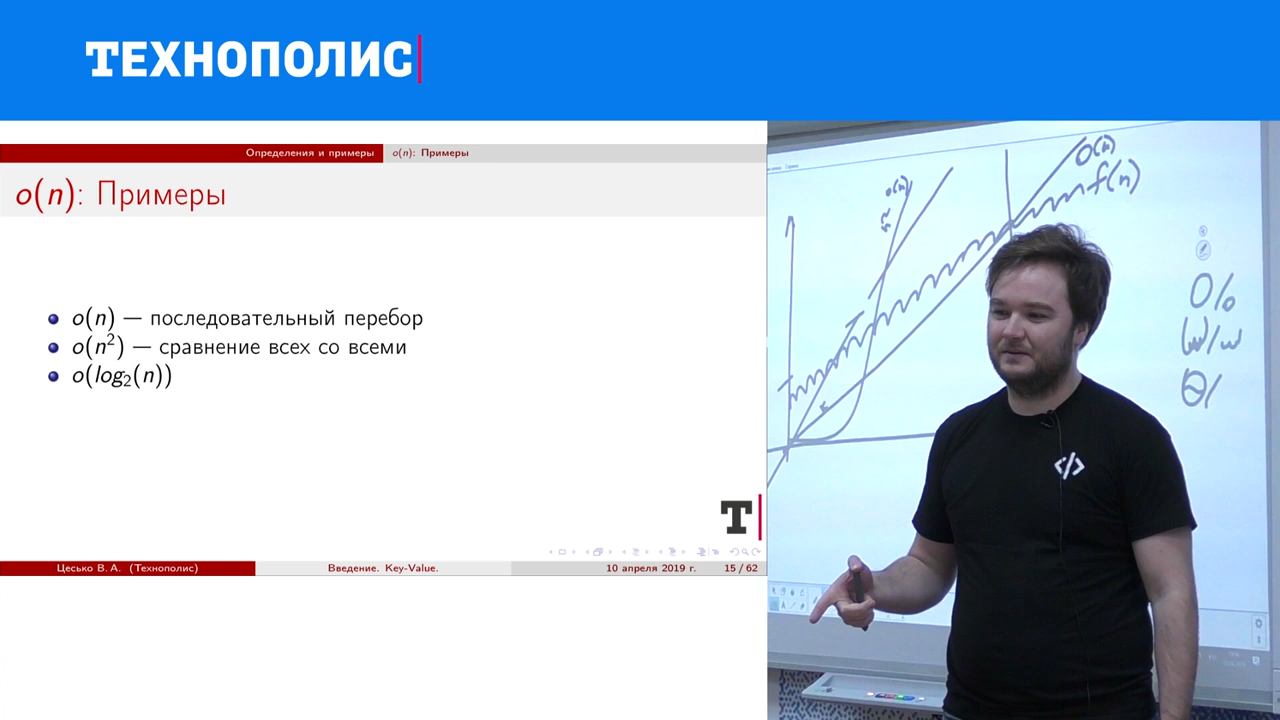 ТЕХНОПОЛИС
Определения и примеры
o(n): Примеры
o(n): Примеры
o(n) — последовательный перебор
o(n²) — сравнение всех со всеми
o(log₂(n))
Т
Цесько В. А. (Технополис)
Введение. Key-Value.
10 апреля 2019 г.
15 / 62
o(n)
O(n)
f(n)
</>
O/o
ω/ω
Θ/